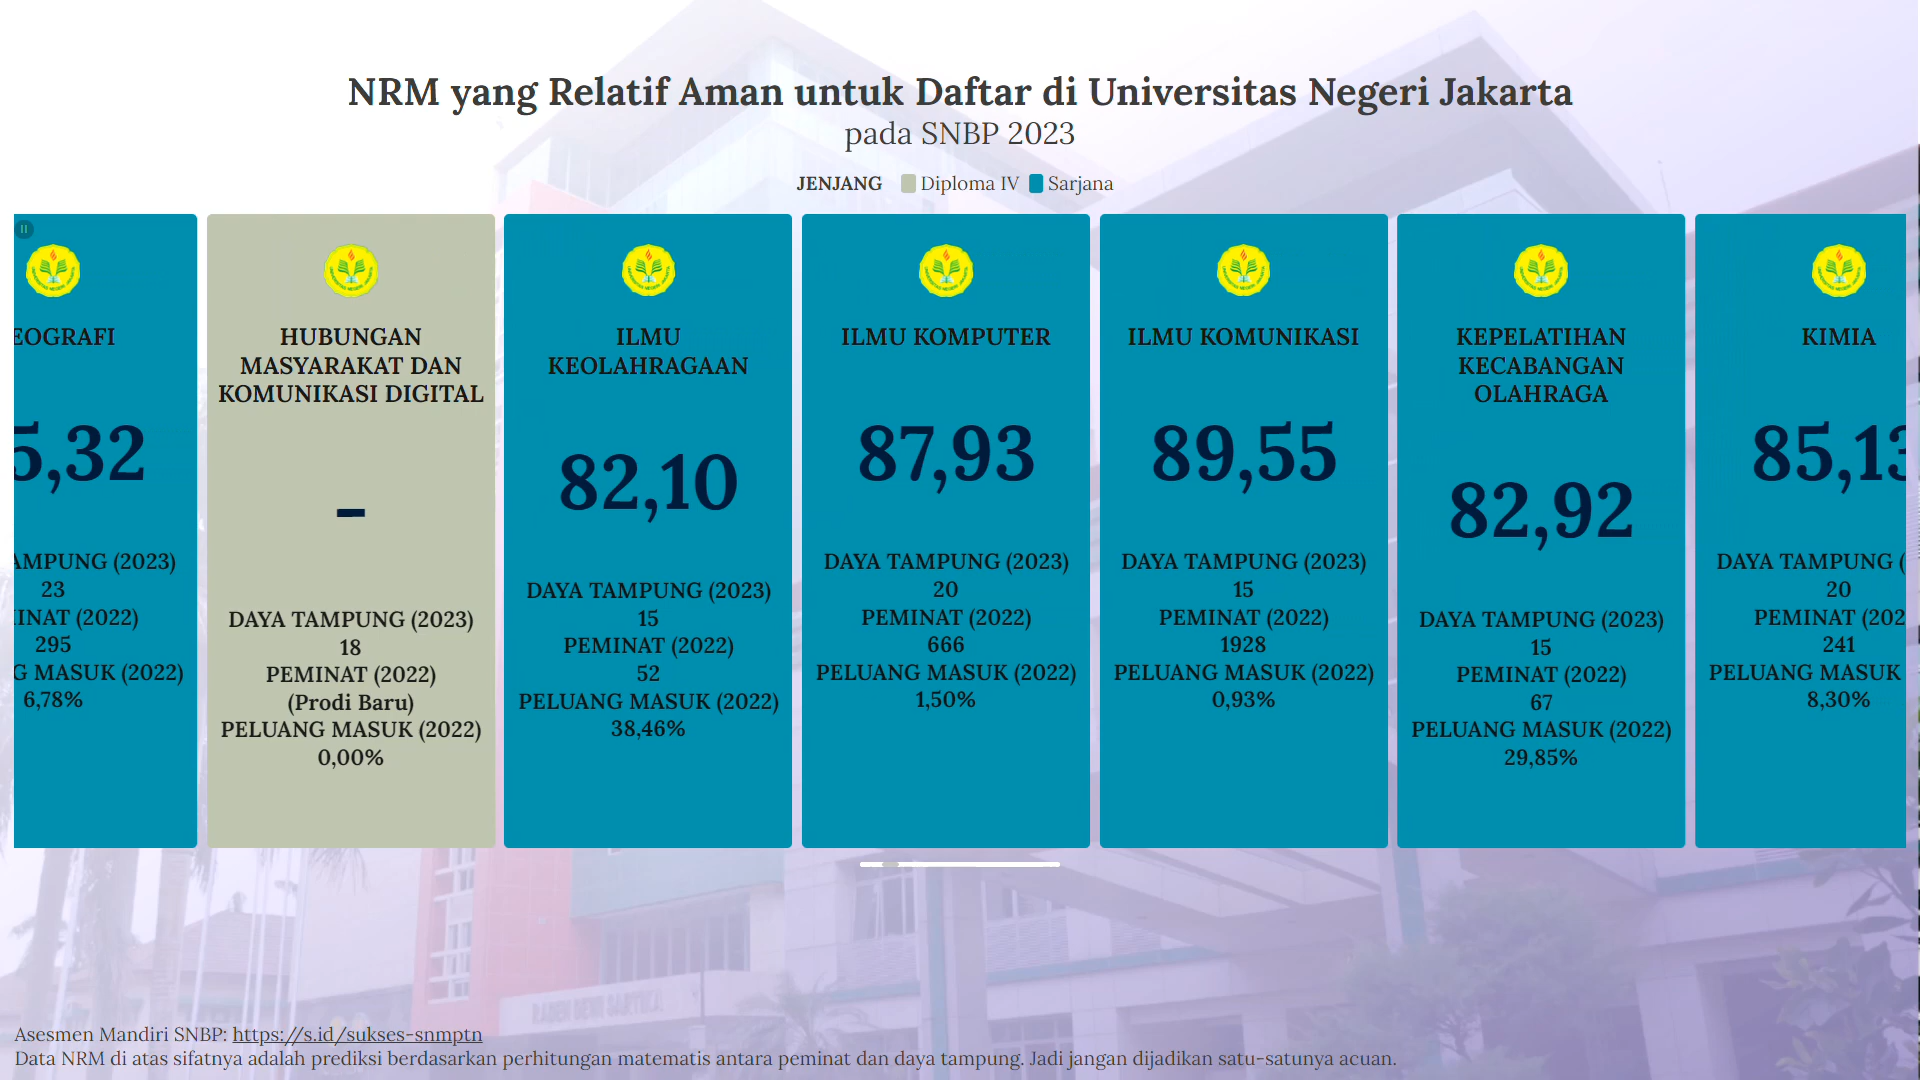 NRM yang Relatif Aman untuk Daftar di Universitas Negeri Jakarta
pada SNBP 2023
JENJANG Diploma IV Sarjana
EOGRAFI
5,32
AMPUNG (2023)
23
INAT (2022)
295
G MASUK (2022)
6,78%
HUBUNGAN
MASYARAKAT DAN
KOMUNIKASI DIGITAL
-
DAYA TAMPUNG (2023)
18
PEMINAT (2022)
(Prodi Baru)
PELUANG MASUK (2022)
0,00%
ILMU
KEOLAHRAGAAN
82,10
DAYA TAMPUNG (2023)
15
PEMINAT (2022)
52
PELUANG MASUK (2022)
38,46%
ILMU KOMPUTER
87,93
DAYA TAMPUNG (2023)
20
PEMINAT (2022)
666
PELUANG MASUK (2022)
1,50%
ILMU KOMUNIKASI
89,55
DAYA TAMPUNG (2023)
15
PEMINAT (2022)
1928
PELUANG MASUK (2022)
0,93%
KEPELATIHAN
KECABANGAN
OLAHRAGA
82,92
DAYA TAMPUNG (2023)
15
PEMINAT (2022)
67
PELUANG MASUK (2022)
29,85%
KIMIA
85,13
DAYA TAMPUNG (
20
PEMINAT (202
241
PELUANG MASUK
8,30%
Asesmen Mandiri SNBP: https://s.id/sukses-snmptn
Data NRM di atas sifatnya adalah prediksi berdasarkan perhitungan matematis antara peminat dan daya tampung. Jadi jangan dijadikan satu-satunya acuan.